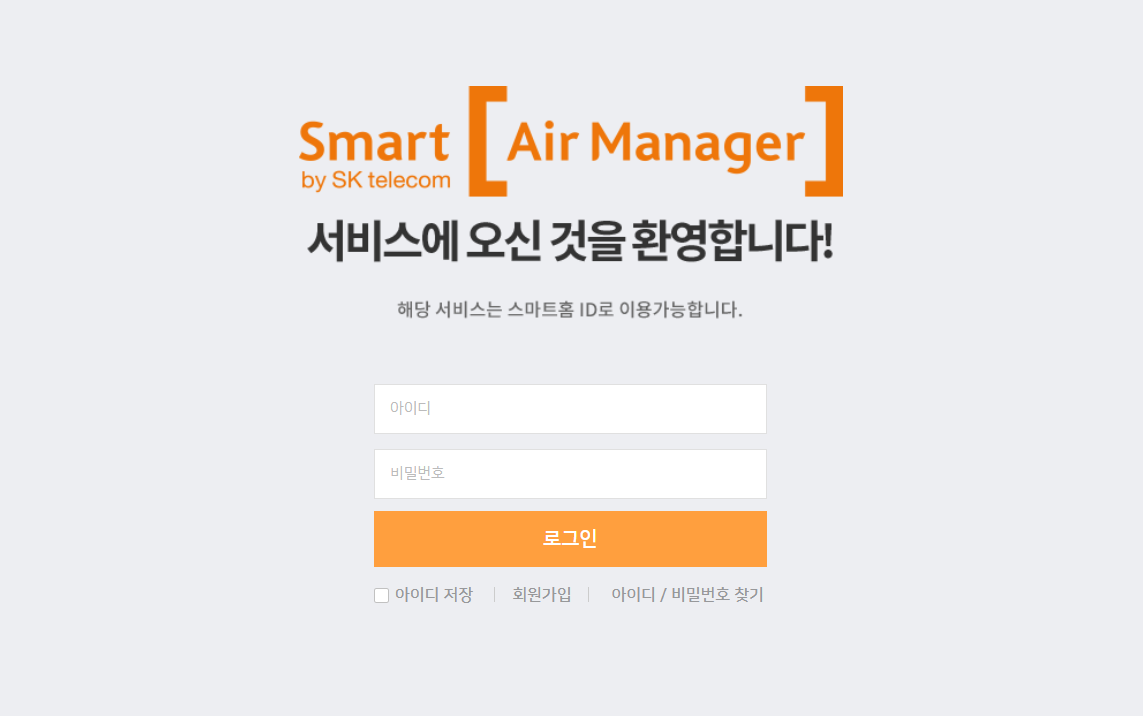 Smart [Air Manager]
by SK telecom
서비스에 오신 것을 환영합니다!
해당 서비스는 스마트홈 ID로 이용가능합니다.
아이디
비밀번호
로그인
아이디 저장 | 회원가입 | 아이디 / 비밀번호 찾기